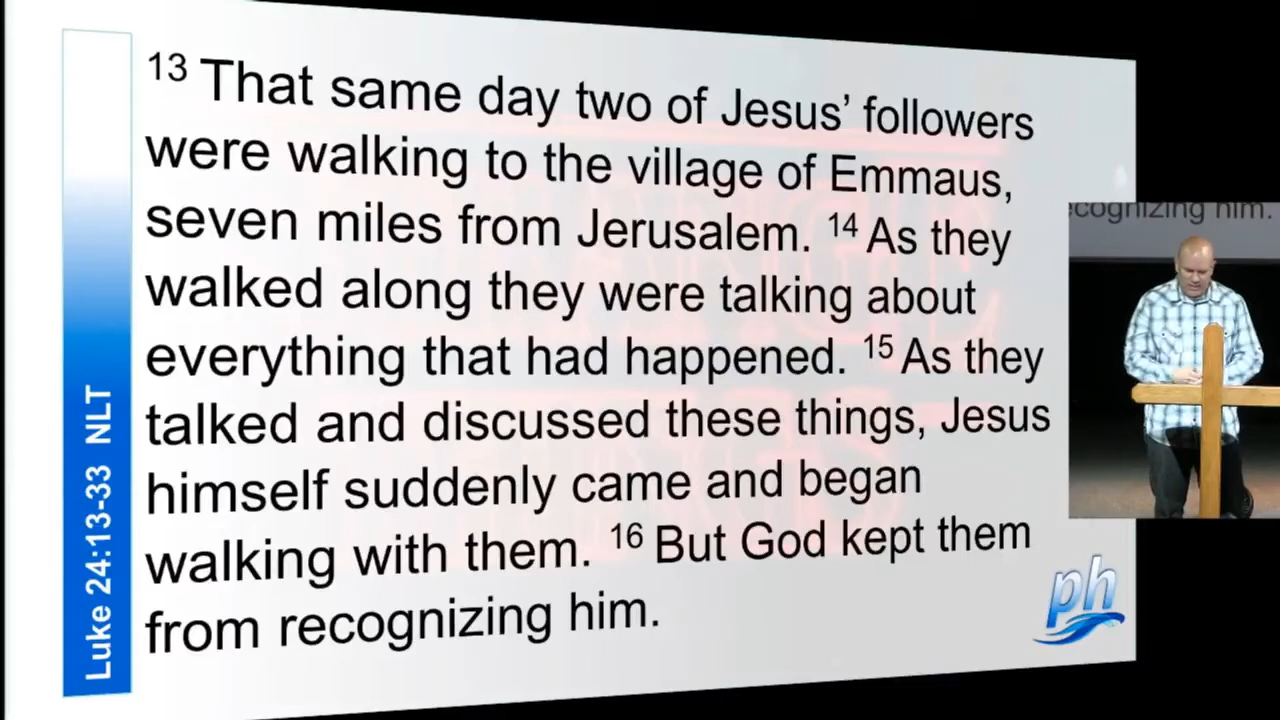 13 That same day two of Jesus’ followers
were walking to the village of Emmaus,
seven miles from Jerusalem. 14 As they
walked along they were talking about
everything that had happened. 15 As they
talked and discussed these things, Jesus
himself suddenly came and began
walking with them. 16 But God kept them
from recognizing him.
Luke 24:13-33 NLT
ecognizing him.
ph